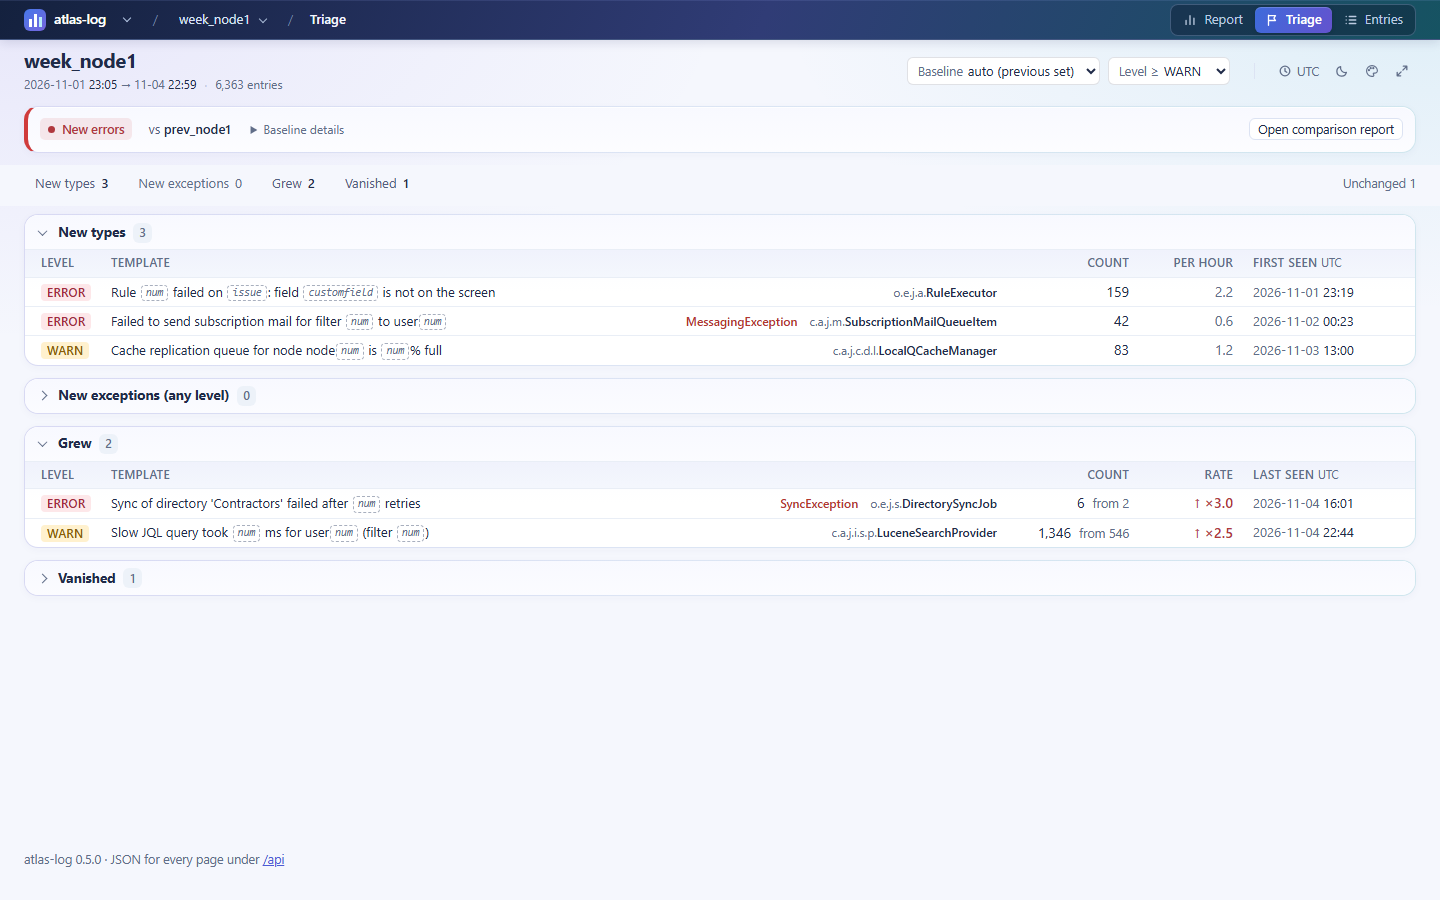 atlas-log / week_node1 / Triage Report Triage Entries
week_node1
Baseline auto (previous set) Level ≥ WARN UTC
2026-11-01 23:05 → 11-04 22:59 · 6,363 entries
New errors vs prev_node1 Baseline details Open comparison report
New types 3 New exceptions 0 Grew 2 Vanished 1 Unchanged 1
New types 3
LEVEL TEMPLATE COUNT PER HOUR FIRST SEEN UTC
ERROR Rule num failed on issue: field customfield is not on the screen o.e.j.a.RuleExecutor 159 2.2 2026-11-01 23:19
ERROR Failed to send subscription mail for filter num to user num MessagingException c.a.j.m.SubscriptionMailQueueItem 42 0.6 2026-11-02 00:23
WARN Cache replication queue for node node num is num% full c.a.j.c.d.l.LocalQCacheManager 83 1.2 2026-11-03 13:00
New exceptions (any level) 0
Grew 2
LEVEL TEMPLATE COUNT RATE LAST SEEN UTC
ERROR Sync of directory 'Contractors' failed after num retries SyncException o.e.j.s.DirectorySyncJob 6 from 2 ↑ ×3.0 2026-11-04 16:01
WARN Slow JQL query took num ms for user num (filter num) c.a.j.i.s.p.LuceneSearchProvider 1,346 from 546 ↑ ×2.5 2026-11-04 22:44
Vanished 1
atlas-log 0.5.0 · JSON for every page under /api